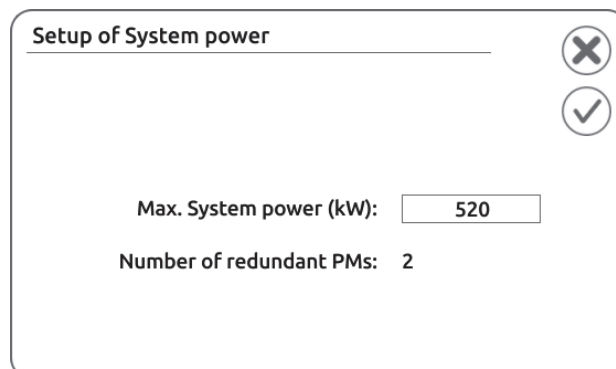 Setup of System power
Max. System power (kW): 520
Number of redundant PMs: 2